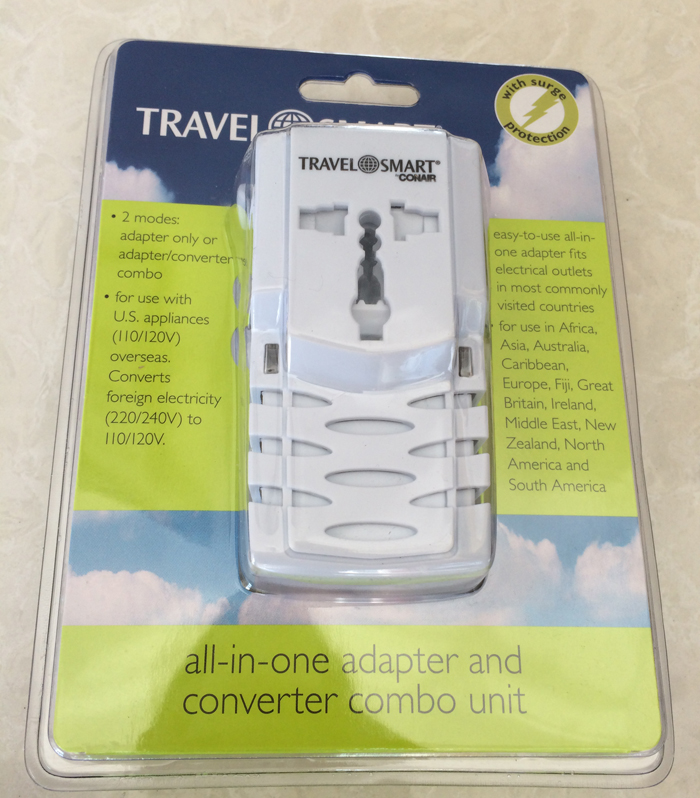 with surge
protection
TRAVEL SMART
TRAVEL SMART®
BY CONAIR
• 2 modes:
adapter only or
adapter/converter
combo
• for use with
U.S. appliances
(110/120V)
overseas.
Converts
foreign electricity
(220/240V) to
110/120V.
easy-to-use all-in-
one adapter fits
electrical outlets
in most commonly
visited countries
• for use in Africa,
Asia, Australia,
Caribbean,
Europe, Fiji, Great
Britain, Ireland,
Middle East, New
Zealand, North
America and
South America
all-in-one adapter and
converter combo unit